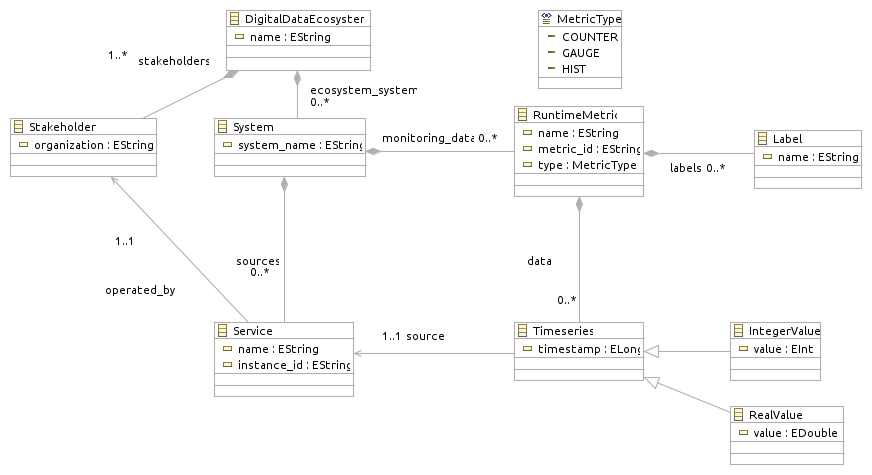 DigitalDataEcosyster
name : EString
MetricType
COUNTER
GAUGE
HIST
1..* stakeholders
ecosystem_system
0..*
Stakeholder
organization : EString
System
system_name : EString
monitoring_data 0..*
RuntimeMetric
name : EString
metric_id : EString
type : MetricType
Label
name : EString
labels 0..*
1..1
operated_by
sources
0..*
data
0..*
Service
name : EString
instance_id : EString
1..1 source
Timeseries
timestamp : ELong
IntegerValue
value : EInt
RealValue
value : EDouble